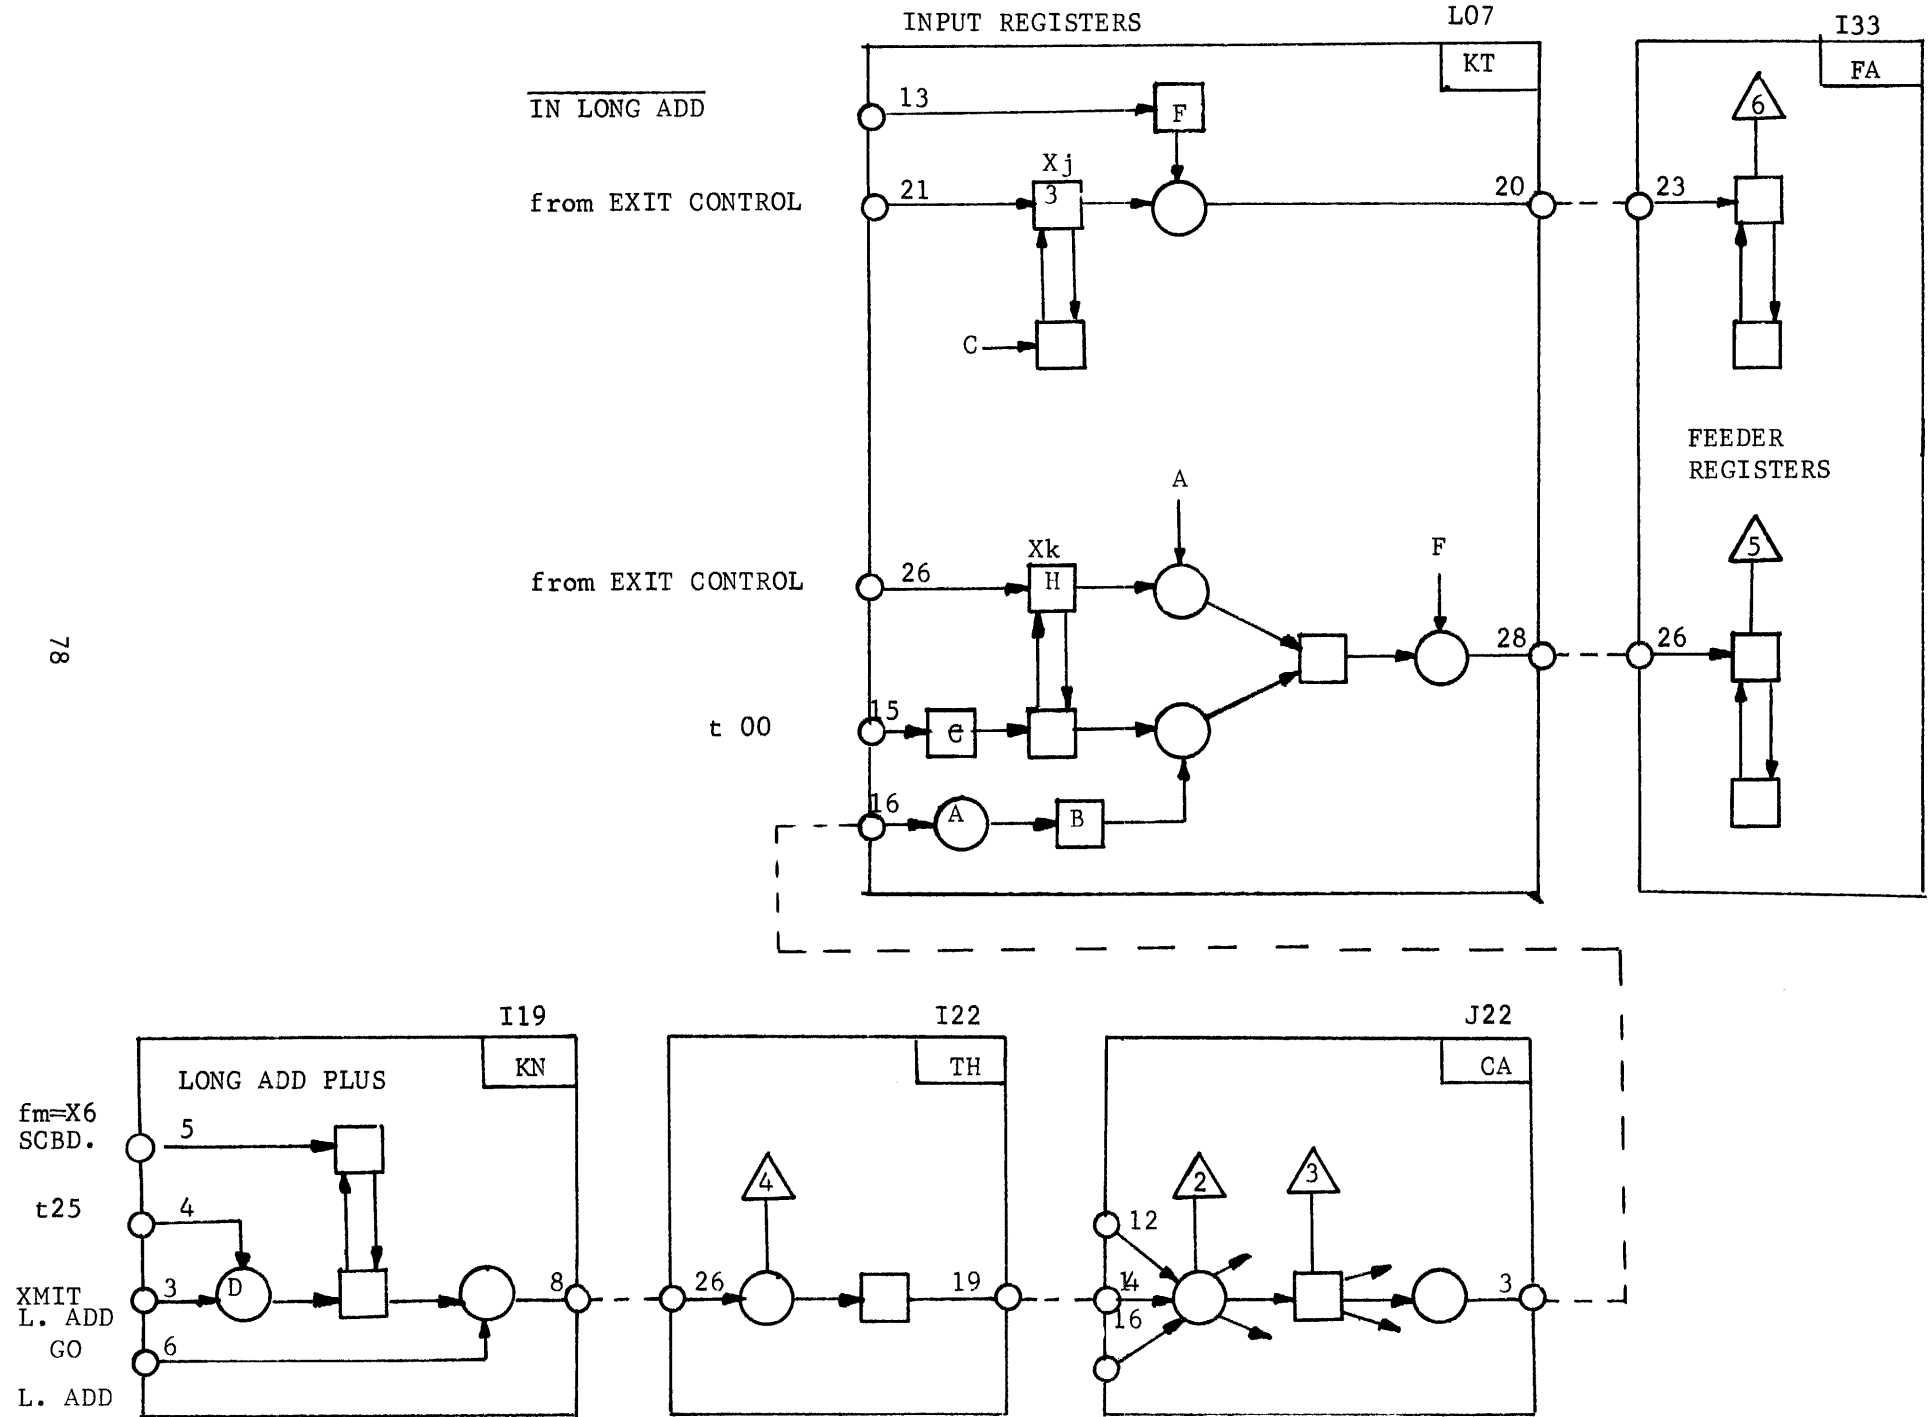 INPUT REGISTERS
L07
I33
KT
FA
IN LONG ADD
13
F
6
Xj
from EXIT CONTROL
21
3
20
23
C
FEEDER
REGISTERS
A
Xk
F
5
from EXIT CONTROL
26
H
28
26
t 00
15
C
16
A
B
78
I19
I22
J22
LONG ADD PLUS
KN
TH
CA
fm=X6
SCBD.
5
t25
4
4
2
3
12
XMIT
L. ADD
3
D
8
26
19
14
3
16
GO
6
L. ADD